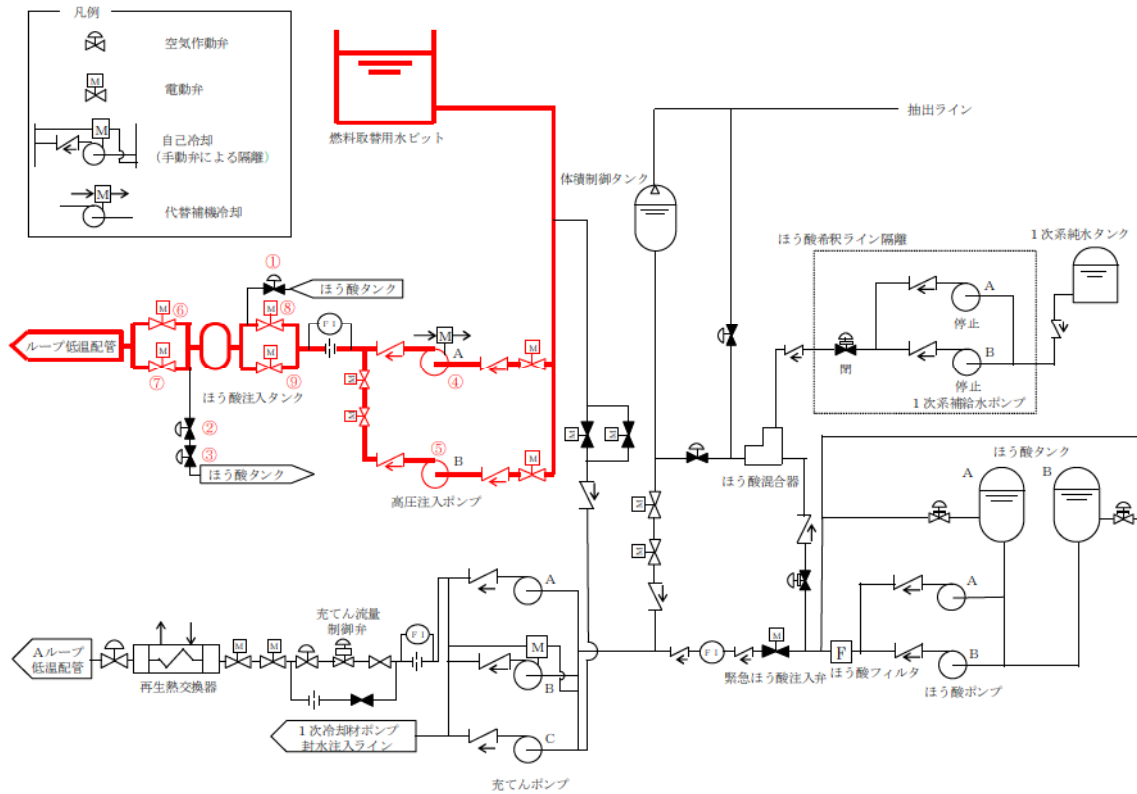 凡例
空気作動弁
M
電動弁
M
自己冷却
(手動弁による隔離)
M
代替補機冷却
燃料取替用水ピット
抽出ライン
体積制御タンク
ほう酸希釈ライン隔離
1次系純水タンク
A
停止
B
停止
閉
1次系補給水ポンプ
①
ほう酸タンク
M
⑥
M
⑧
F I
M
A
④
M
ループ低温配管
M
⑦
M
⑨
ほう酸注入タンク
M
M
②
③
ほう酸タンク
⑤
B
M
高圧注入ポンプ
M
M
ほう酸混合器
ほう酸タンク
A
B
M
M
A
充てん流量
制御弁
F I
M
B
Aループ
低温配管
M
M
再生熱交換器
1次冷却材ポンプ
封水注入ライン
C
充てんポンプ
F I
M
緊急ほう酸注入弁
F
ほう酸フィルタ
A
B
ほう酸ポンプ